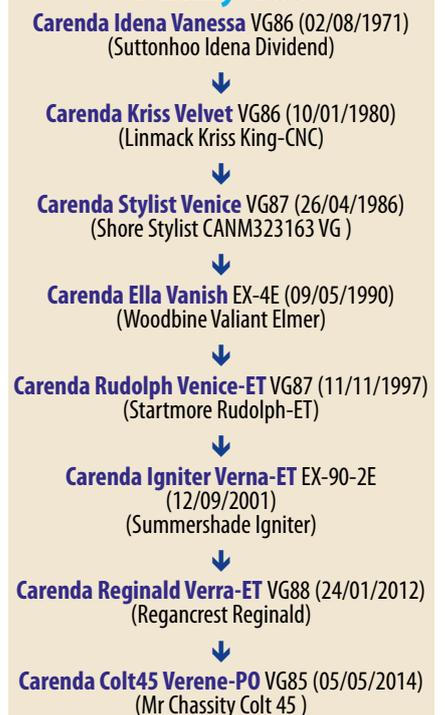 Carenda Idena Vanessa VG86 (02/08/1971)
(Suttonhoo Idena Dividend)
Carenda Kriss Velvet VG86 (10/01/1980)
(Linmack Kriss King-CNC)
Carenda Stylist Venice VG87 (26/04/1986)
(Shore Stylist CANM323163 VG )
Carenda Ella Vanish EX-4E (09/05/1990)
(Woodbine Valiant Elmer)
Carenda Rudolph Venice-ET VG87 (11/11/1997)
(Startmore Rudolph-ET)
Carenda Igniter Verna-ET EX-90-2E
(12/09/2001)
(Summershade Igniter)
Carenda Reginald Verra-ET VG88 (24/01/2012)
(Regancrest Reginald)
Carenda Colt45 Verene-PO VG85 (05/05/2014)
(Mr Chassity Colt 45 )